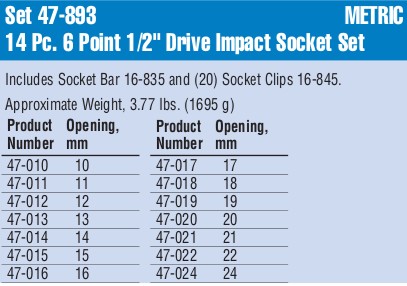 Set 47-893 METRIC
14 Pc. 6 Point 1/2" Drive Impact Socket Set
Includes Socket Bar 16-835 and (20) Socket Clips 16-845.
Approximate Weight, 3.77 lbs. (1695 g)
Product Opening, Product Opening,
Number mm Number mm
47-010 10 47-017 17
47-011 11 47-018 18
47-012 12 47-019 19
47-013 13 47-020 20
47-014 14 47-021 21
47-015 15 47-022 22
47-016 16 47-024 24